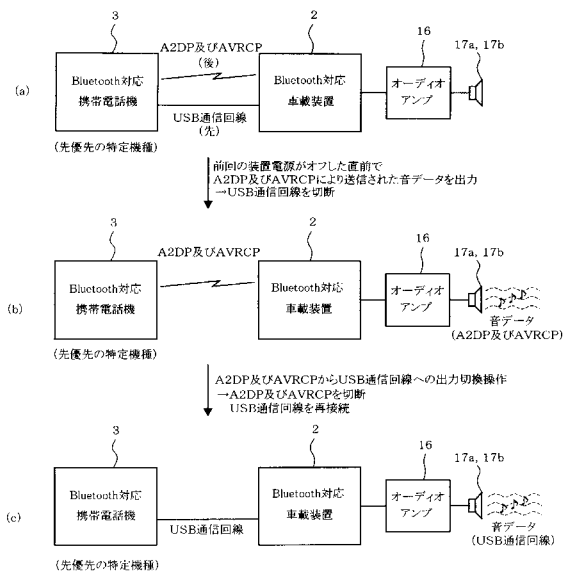 3
2
16
17a, 17b
A2DP及びAVRCP
(後)
Bluetooth対応
携帯電話機
Bluetooth対応
車載装置
オーディオ
アンプ
(a)
USB通信回線
(先)
(先優先の特定機種)
前回の装置電源がオフした直前で
A2DP及びAVRCPにより送信された音データを出力
→USB通信回線を切断
3
2
16
17a, 17b
A2DP及びAVRCP
Bluetooth対応
携帯電話機
Bluetooth対応
車載装置
オーディオ
アンプ
(b)
音データ
(A2DP及びAVRCP)
(先優先の特定機種)
A2DP及びAVRCPからUSB通信回線への出力切換操作
→A2DP及びAVRCPを切断
USB通信回線を再接続
3
2
16
17a, 17b
Bluetooth対応
携帯電話機
Bluetooth対応
車載装置
オーディオ
アンプ
(c)
USB通信回線
音データ
(USB通信回線)
(先優先の特定機種)